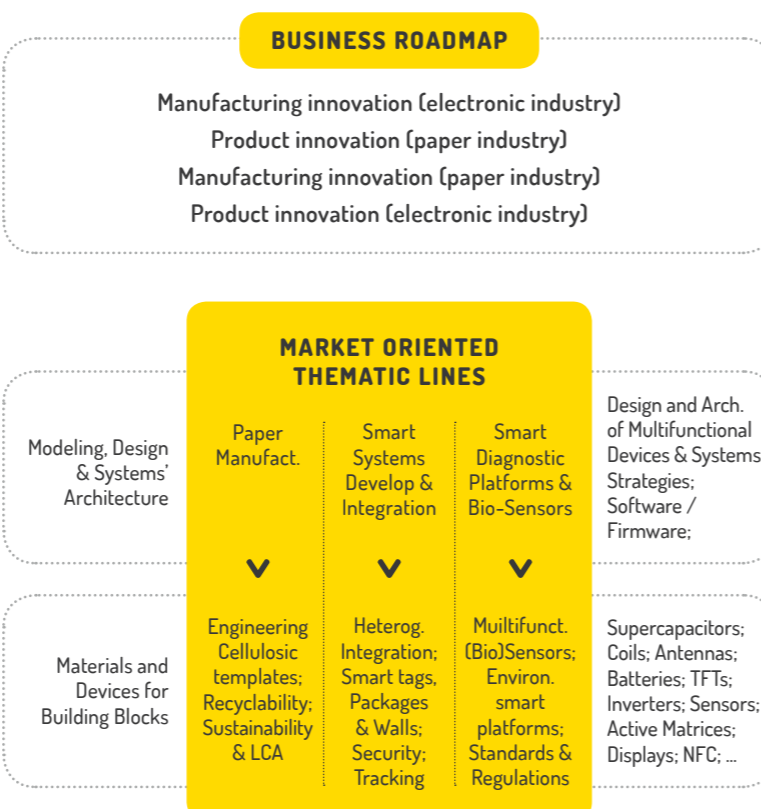 BUSINESS ROADMAP
Manufacturing innovation (electronic industry)
Product innovation (paper industry)
Manufacturing innovation (paper industry)
Product innovation (electronic industry)
MARKET ORIENTED
THEMATIC LINES
Modeling, Design
& Systems'
Architecture
Paper
Manufact.
Smart
Systems
Develop &
Integration
Smart
Diagnostic
Platforms &
Bio-Sensors
Design and Arch.
of Multifunctional
Devices & Systems
Strategies;
Software /
Firmware;
Materials and
Devices for
Building Blocks
Engineering
Cellulosic
templates;
Recyclability;
Sustainability
& LCA
Heterog.
Integration;
Smart tags,
Packages
& Walls;
Security;
Tracking
Muiltifunct.
(Bio)Sensors;
Environ.
smart
platforms;
Standards &
Regulations
Supercapacitors;
Coils; Antennas;
Batteries; TFTs;
Inverters; Sensors;
Active Matrices;
Displays; NFC; ...